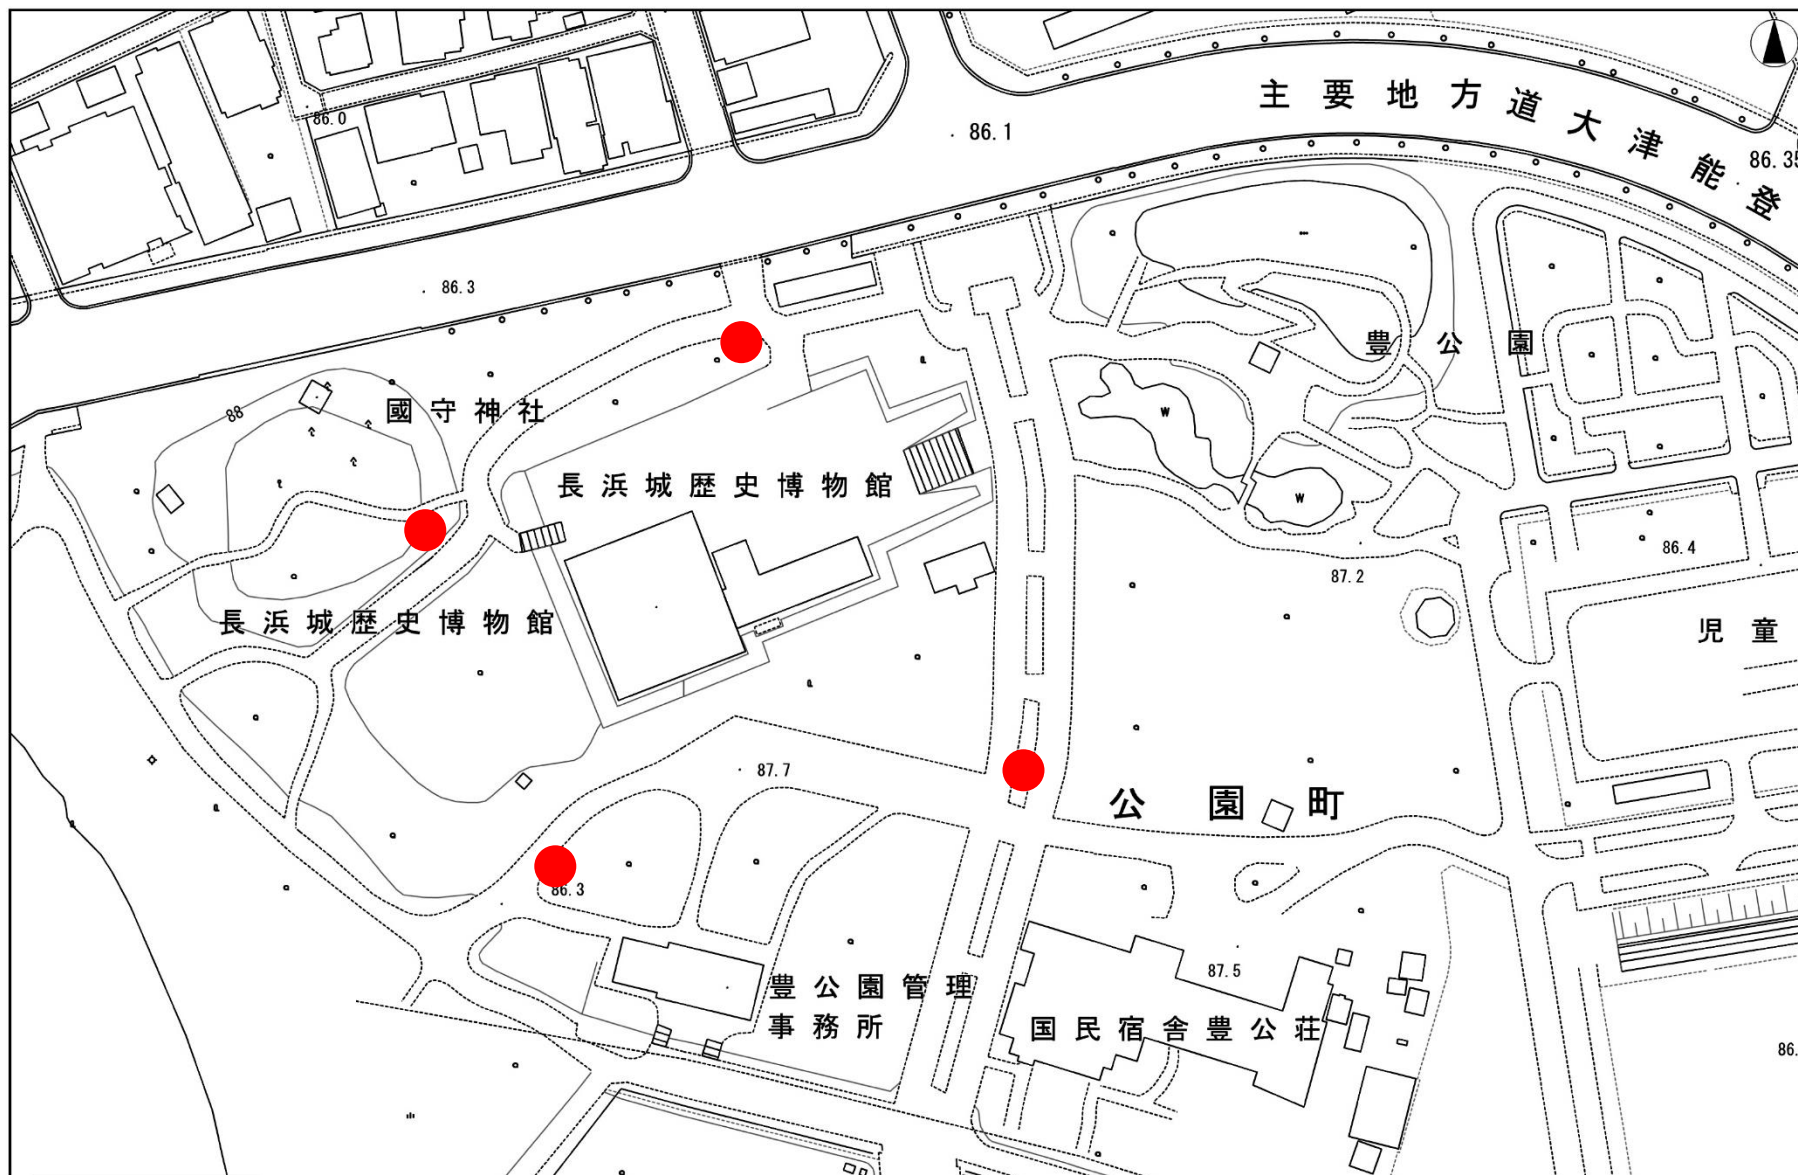 主要地方道大津能登
86.0
86.1
86.35
86.3
豊公園
88
國守神社
長浜城歴史博物館
W
W
86.4
87.2
長浜城歴史博物館
児童
87.7
公園町
86.3
87.5
豊公園管理
事務所
国民宿舎豊公荘
86.